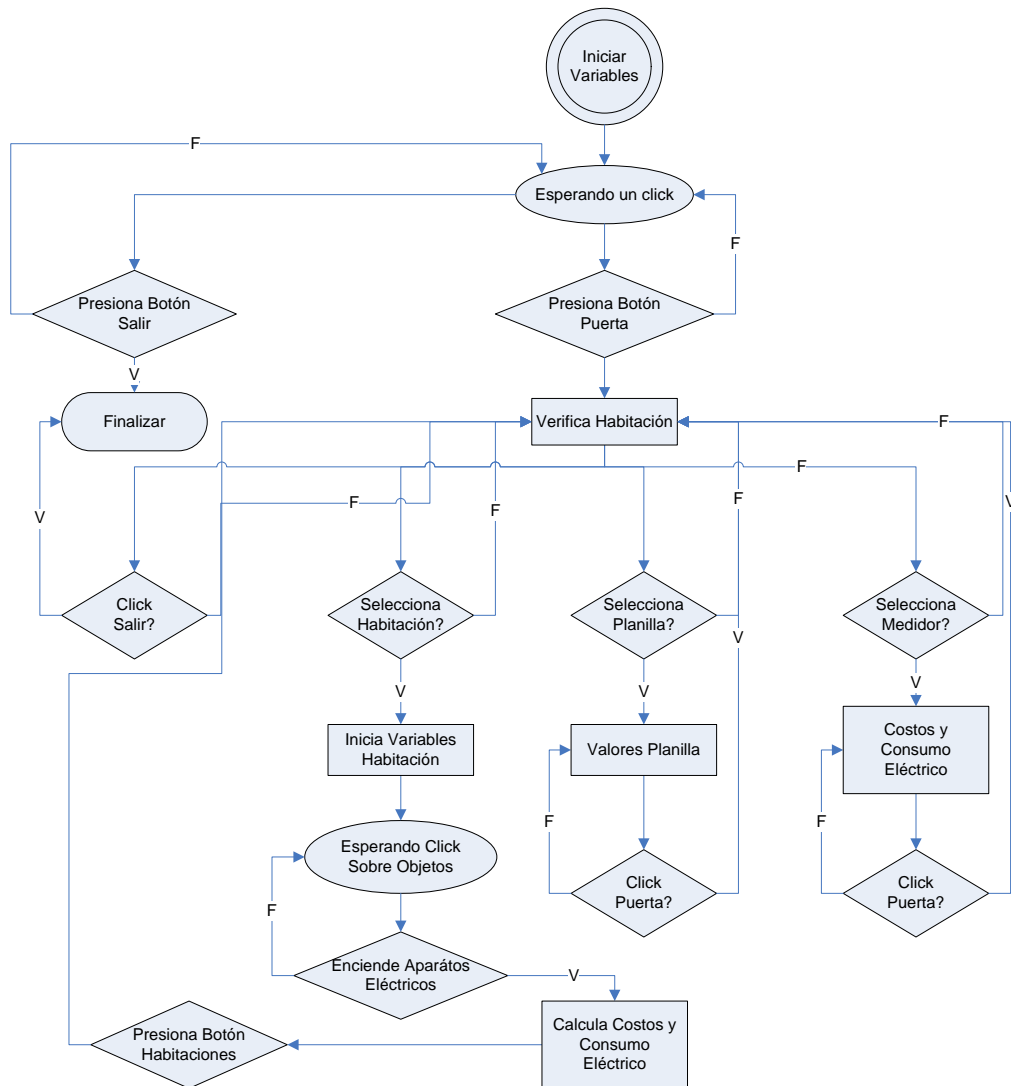 Iniciar
Variables
F
Esperando un click
F
Presiona Botón
Salir
Presiona Botón
Puerta
V
Finalizar
Verifica Habitación
F
F
V
F
F
F
V
Click
Salir?
Selecciona
Habitación?
Selecciona
Planilla?
Selecciona
Medidor?
V
V
V
V
Inicia Variables
Habitación
Valores Planilla
Costos y
Consumo
Eléctrico
F
F
Esperando Click
Sobre Objetos
Click
Puerta?
Click
Puerta?
F
Enciende Aparátos
Eléctricos
V
Presiona Botón
Habitaciones
Calcula Costos y
Consumo
Eléctrico